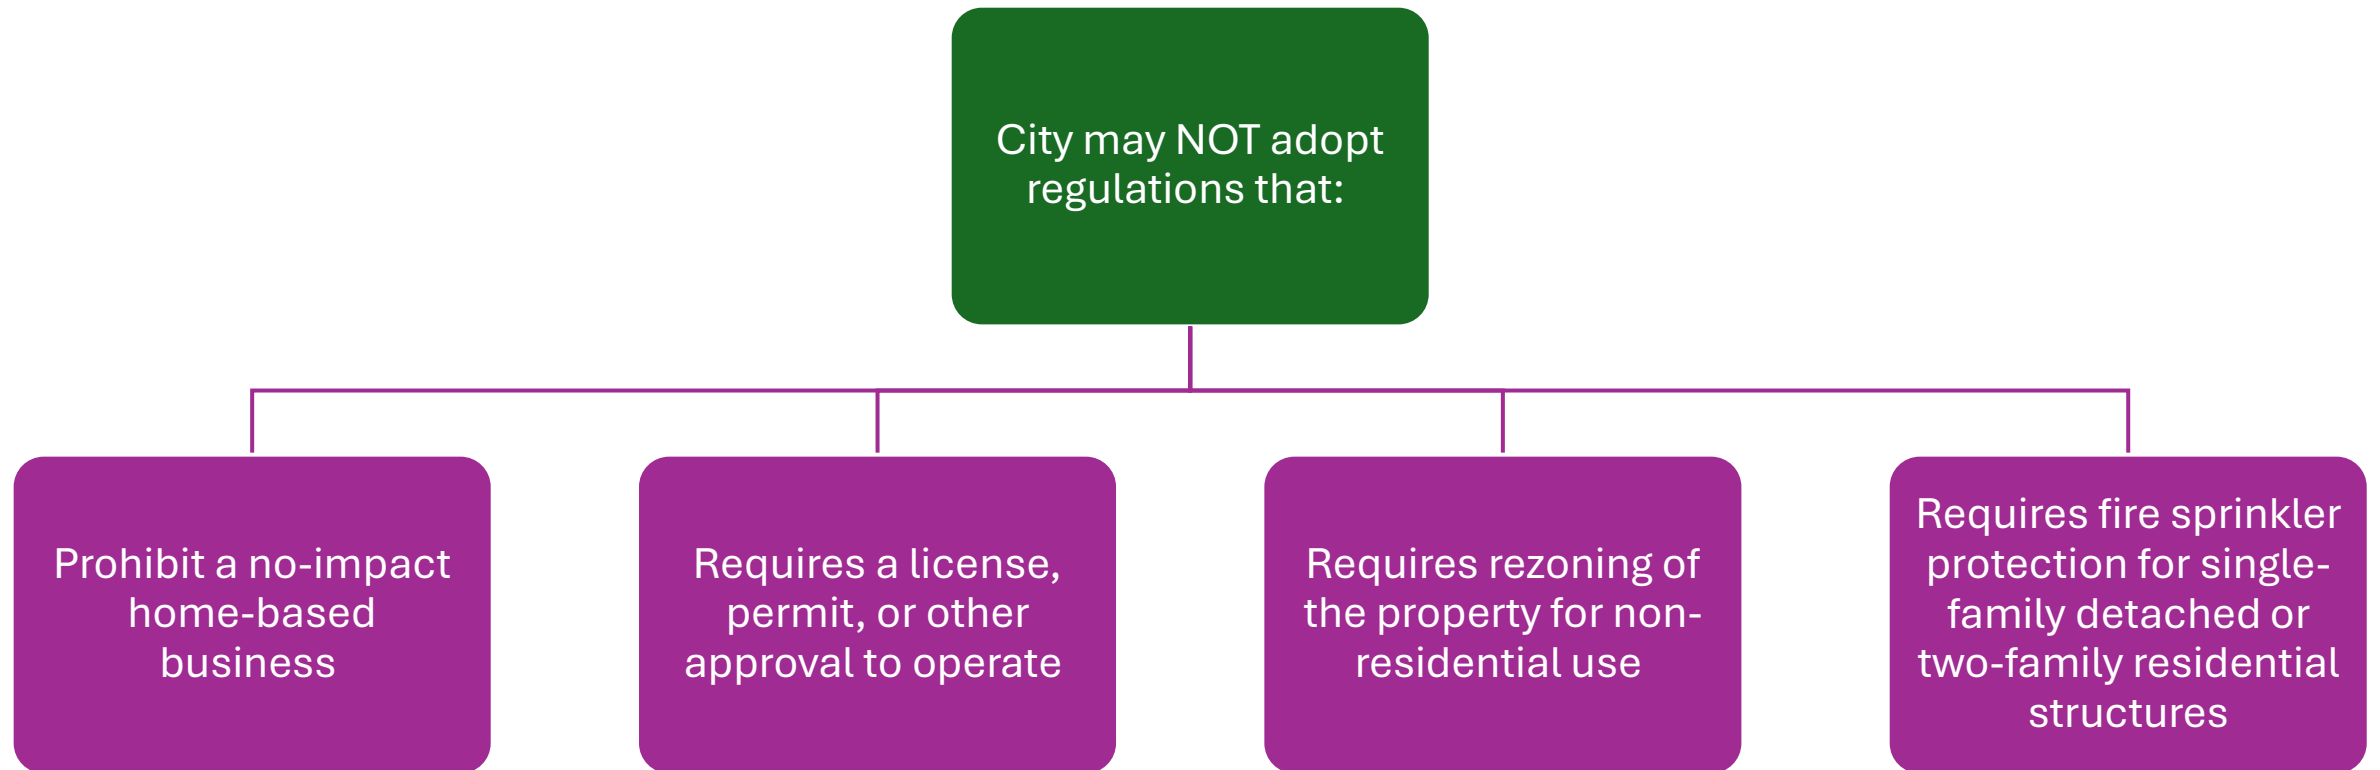 City may NOT adopt
regulations that:
Prohibit a no-impact
home-based
business
Requires a license,
permit, or other
approval to operate
Requires rezoning of
the property for non-
residential use
Requires fire sprinkler
protection for single-
family detached or
two-family residential
structures